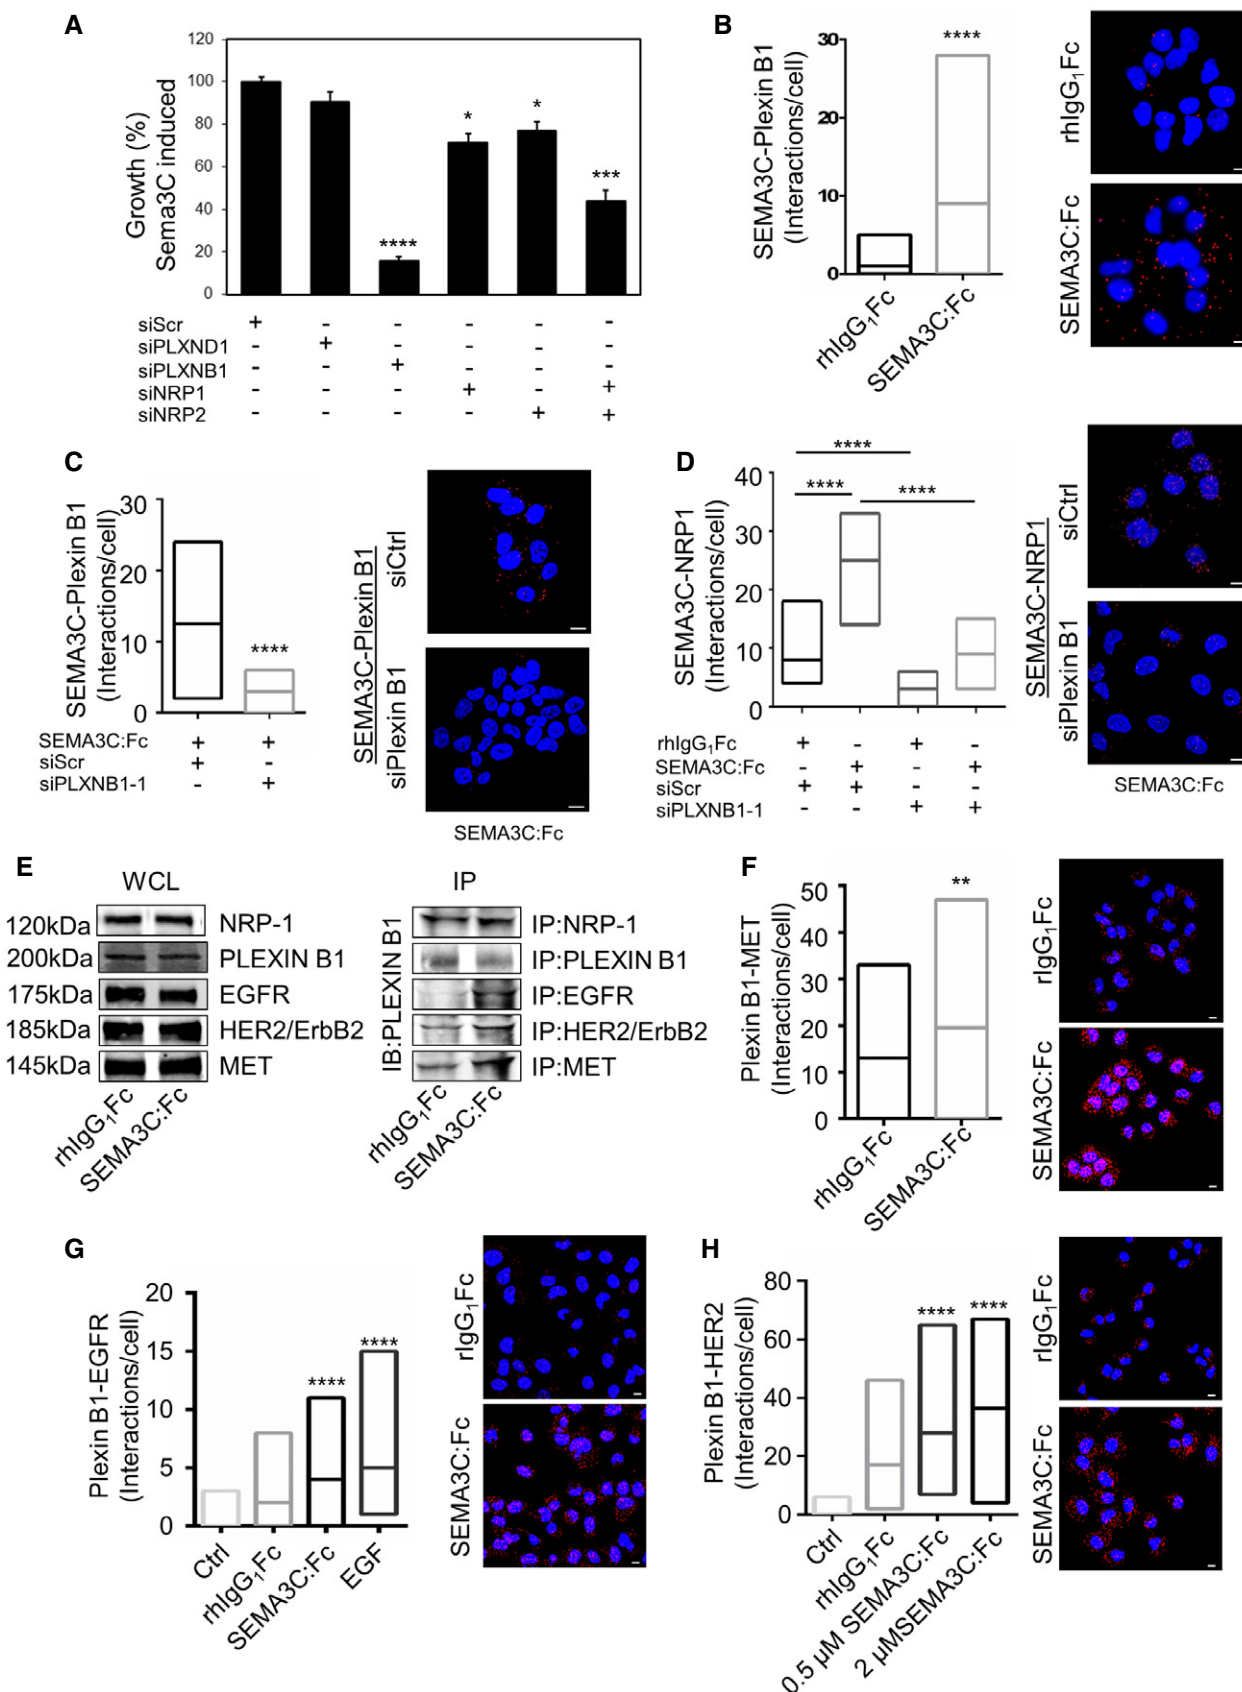 A
120
100
80
60
40
20
0
Growth (%)
Sema3C induced
****
*
*
***
siScr + - - - - -
siPLXND1 - + - - - -
siPLXNB1 - - + - - -
siNRP1 - - - + - +
siNRP2 - - - - + +
B
30
20
10
0
SEMA3C-Plexin B1
(Interactions/cell)
****
rhIgG₁Fc
SEMA3C:Fc
rhIgG₁Fc
SEMA3C:Fc
C
30
20
10
0
SEMA3C-Plexin B1
(Interactions/cell)
****
SEMA3C:Fc + +
siScr + -
siPLXNB1-1 - +
SEMA3C-Plexin B1
siCtrl
siPlexin B1
SEMA3C:Fc
D
40
30
20
10
0
SEMA3C-NRP1
(Interactions/cell)
****
****
****
rhIgG₁Fc + - + -
SEMA3C:Fc - + - +
siScr + + - -
siPLXNB1-1 - - + +
SEMA3C-NRP1
siCtrl
siPlexin B1
SEMA3C:Fc
E
WCL
IP
120kDa
NRP-1
200kDa
PLEXIN B1
175kDa
EGFR
185kDa
HER2/ErbB2
145kDa
MET
rhIgG₁Fc
SEMA3C:Fc
IB:PLEXIN B1
IP:NRP-1
IP:PLEXIN B1
IP:EGFR
IP:HER2/ErbB2
IP:MET
rhIgG₁Fc
SEMA3C:Fc
F
50
40
30
20
10
0
Plexin B1-MET
(Interactions/cell)
**
rhIgG₁Fc
SEMA3C:Fc
rIgG₁Fc
SEMA3C:Fc
G
20
15
10
5
0
Plexin B1-EGFR
(Interactions/cell)
****
****
Ctrl
rhIgG₁Fc
SEMA3C:Fc
EGF
rIgG₁Fc
SEMA3C:Fc
H
80
60
40
20
0
Plexin B1-HER2
(Interactions/cell)
****
****
Ctrl
rhIgG₁Fc
0.5 µM SEMA3C:Fc
2 µMSEMA3C:Fc
rIgG₁Fc
SEMA3C:Fc